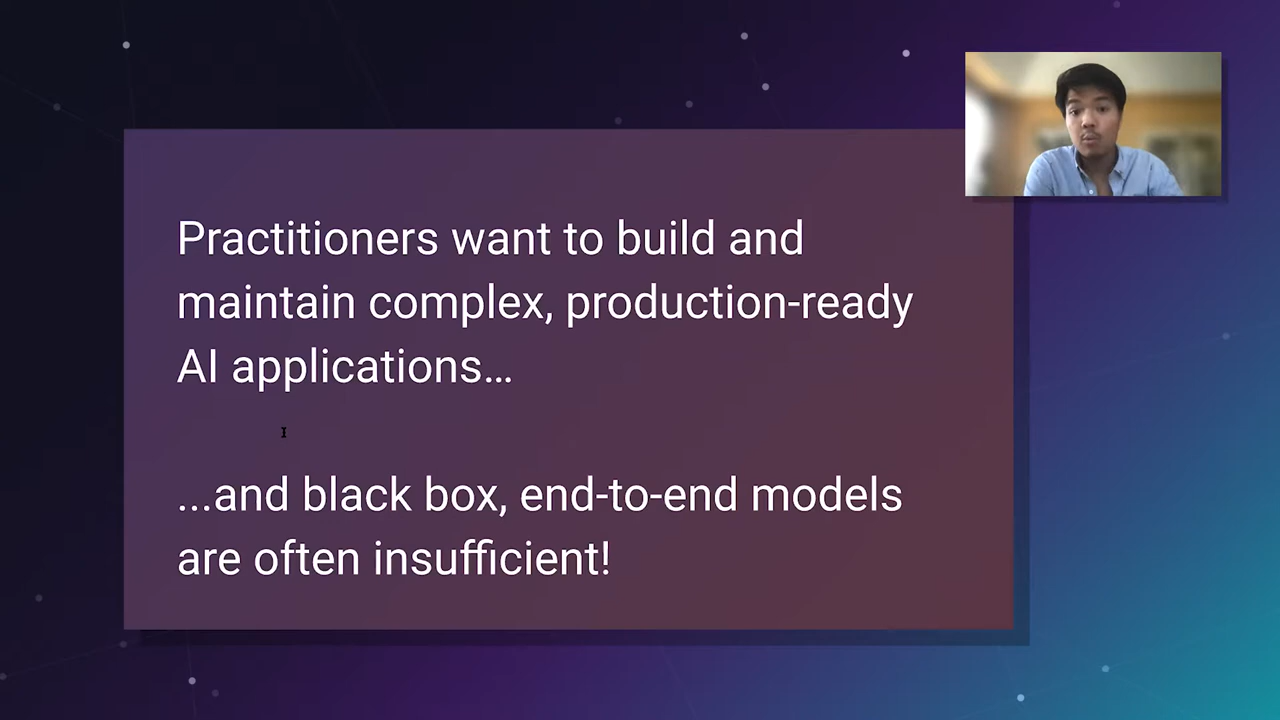 Practitioners want to build and
maintain complex, production-ready
AI applications…
...and black box, end-to-end models
are often insufficient!